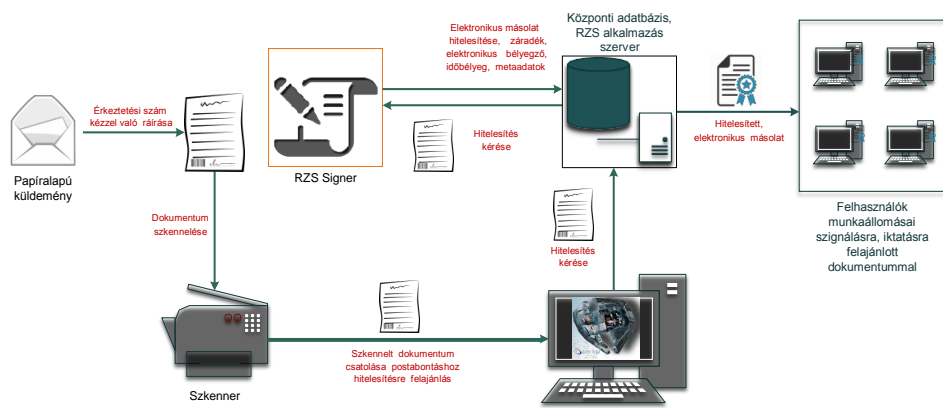 Papíralapú
küldemény
Érkeztetési szám
kézzel való ráírása
Dokumentum
szkennelése
Szkenner
Szkennelt dokumentum
csatolása postabontáshoz
hitelesítésre felajánlás
Hitelesítés
kérése
Központi adatbázis,
RZS alkalmazás
szerver
Hitelesítés
kérése
RZS Signer
Elektronikus másolat
hitelesítése, záradék,
elektronikus bélyegző,
időbélyeg, metaadatok
Hitelesített,
elektronikus másolat
Felhasználók
munkaállomásai
szignálásra, iktatásra
felajánlott
dokumentummal